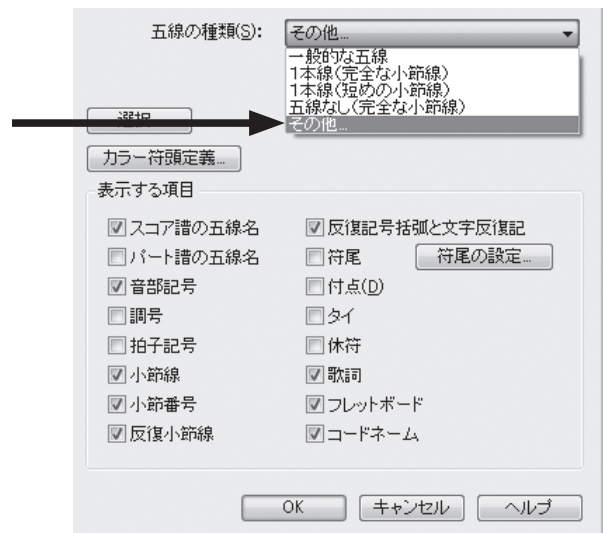 五線の種類(S): その他...
一般的な五線
1本線(完全な小節線)
1本線(短めの小節線)
五線なし(完全な小節線)
その他...
選択...
カラー符頭定義...
表示する項目
スコア譜の五線名 反復記号括弧と文字反復記
パート譜の五線名 符尾 符尾の設定...
音部記号 付点(D)
調号 タイ
拍子記号 休符
小節線 歌詞
小節番号 フレットボード
反復小節線 コードネーム
OK キャンセル ヘルプ